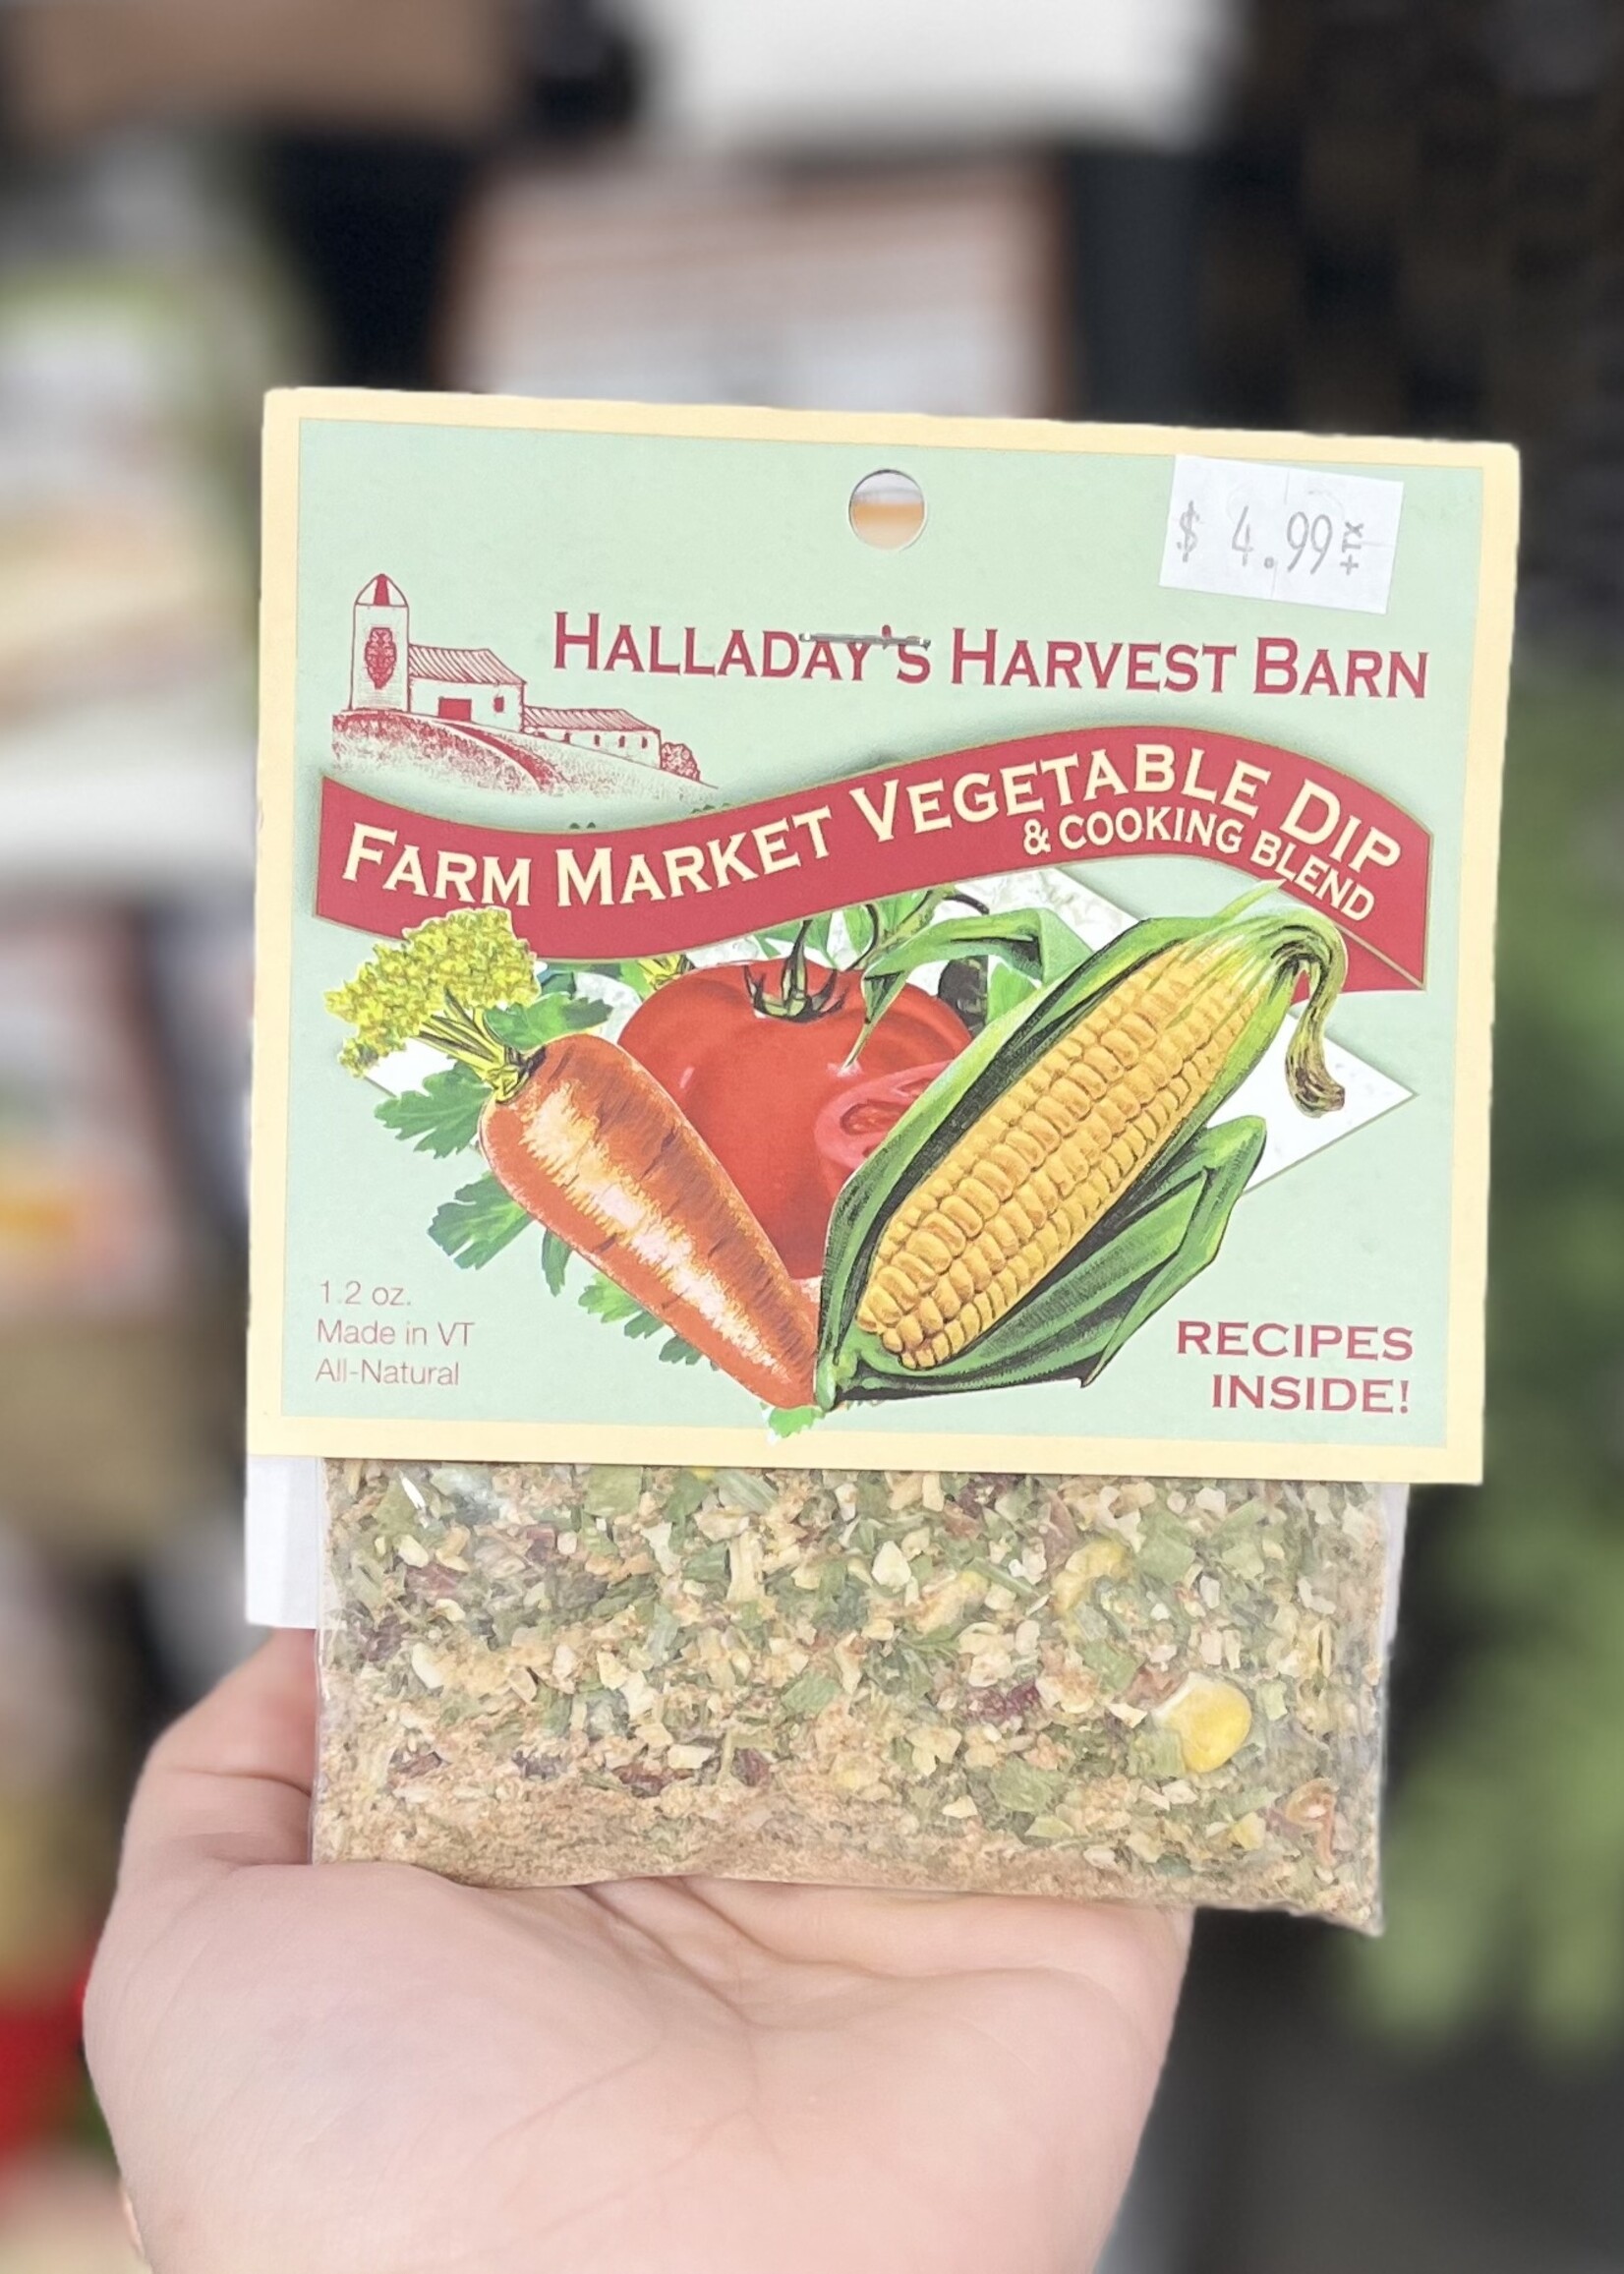 $ 4.99 +TX
HALLADAY'S HARVEST BARN
FARM MARKET VEGETABLE DIP
& COOKING BLEND
1.2 oz.
Made in VT
All-Natural
RECIPES
INSIDE!